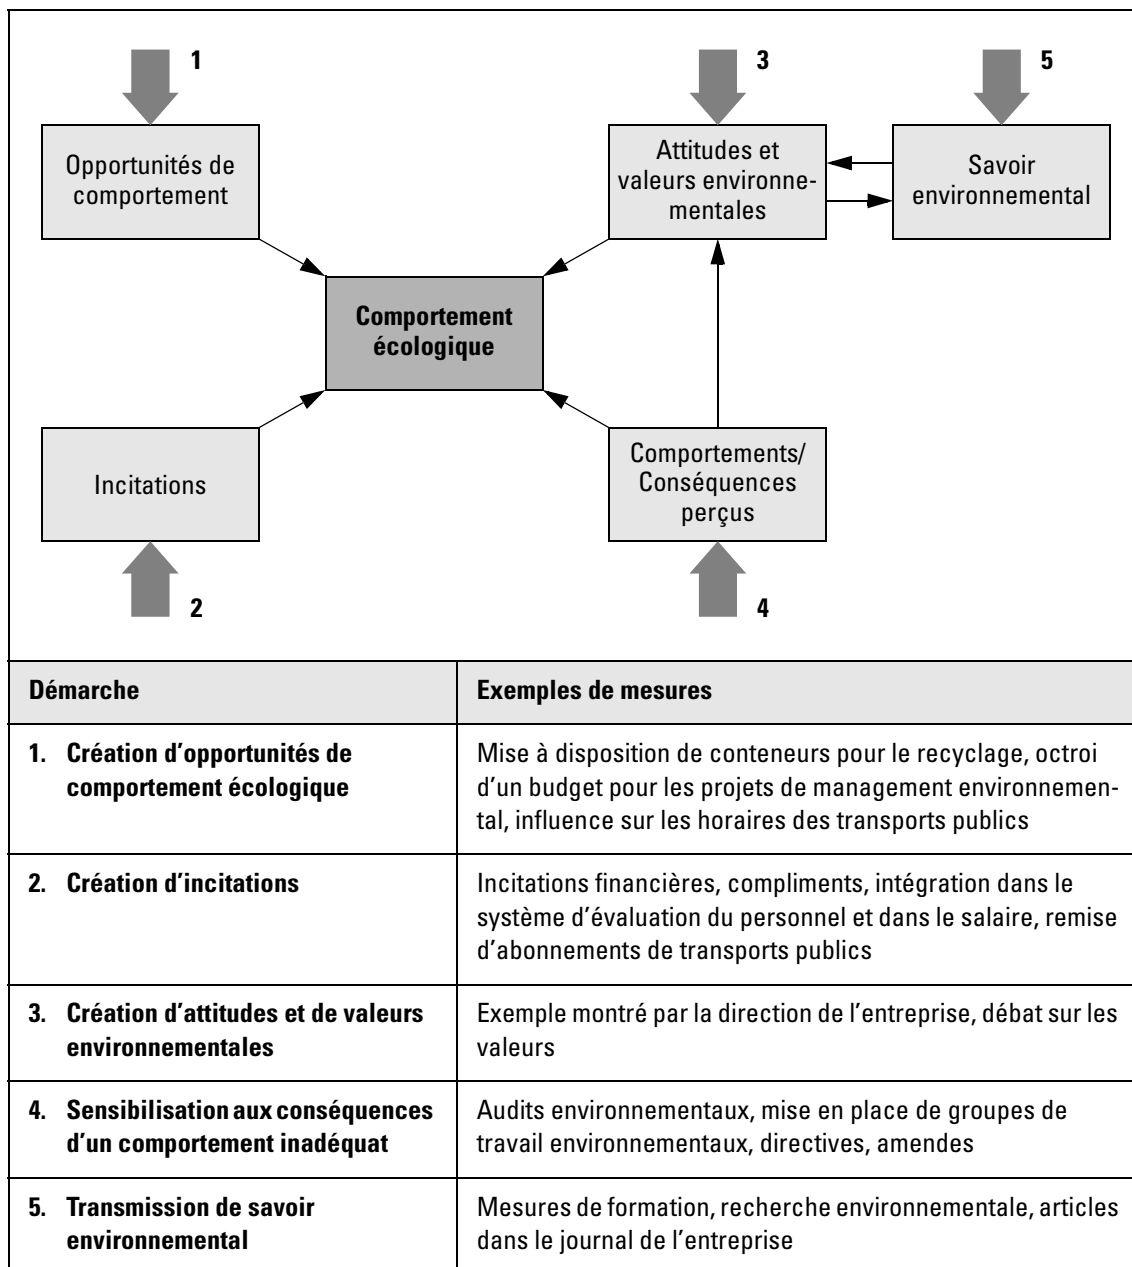 1
3
5
Opportunités de
comportement
Attitudes et
valeurs environne-
mentales
Savoir
environnemental
Comportement
écologique
Incitations
Comportements/
Conséquences
perçus
2
4
Démarche
Exemples de mesures
1. Création d'opportunités de
comportement écologique
Mise à disposition de conteneurs pour le recyclage, octroi
d’un budget pour les projets de management environnemen-
tal, influence sur les horaires des transports publics
2. Création d'incitations
Incitations financières, compliments, intégration dans le
système d’évaluation du personnel et dans le salaire, remise
d’abonnements de transports publics
3. Création d'attitudes et de valeurs
environnementales
Exemple montré par la direction de l’entreprise, débat sur les
valeurs
4. Sensibilisation aux conséquences
d’un comportement inadéquat
Audits environnementaux, mise en place de groupes de
travail environnementaux, directives, amendes
5. Transmission de savoir
environnemental
Mesures de formation, recherche environnementale, articles
dans le journal de l’entreprise